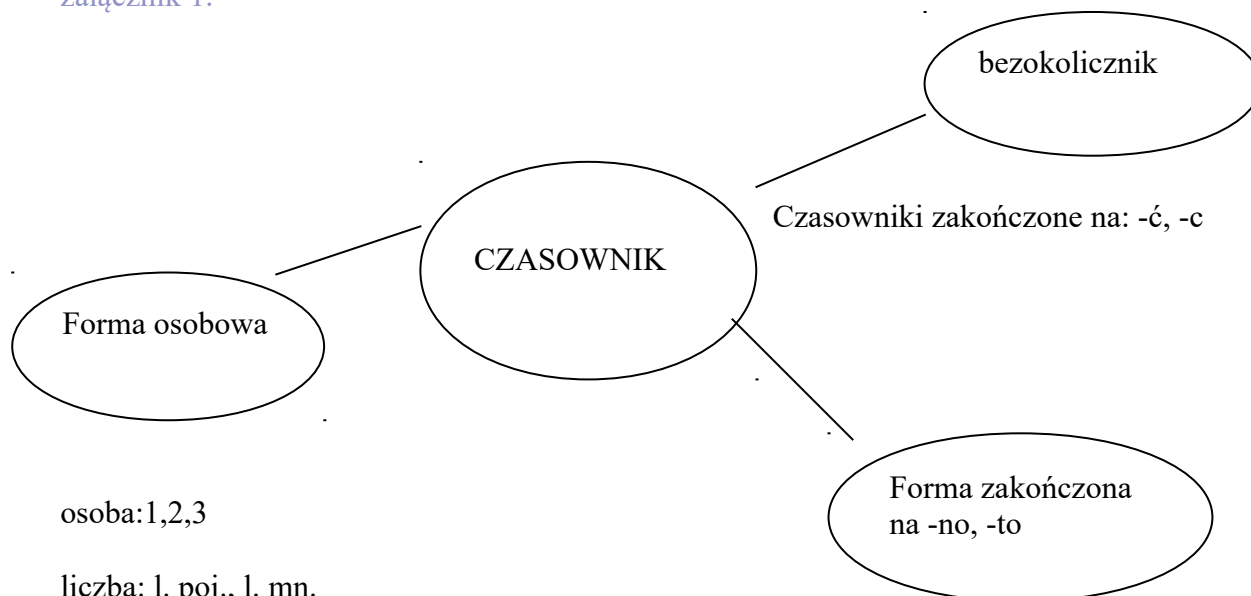 załącznik 1.
bezokolicznik
Czasowniki zakończone na: -ć, -c
CZASOWNIK
Forma osobowa
Forma zakończona
na -no, -to
osoba:1,2,3
liczba: l. poj., l. mn.